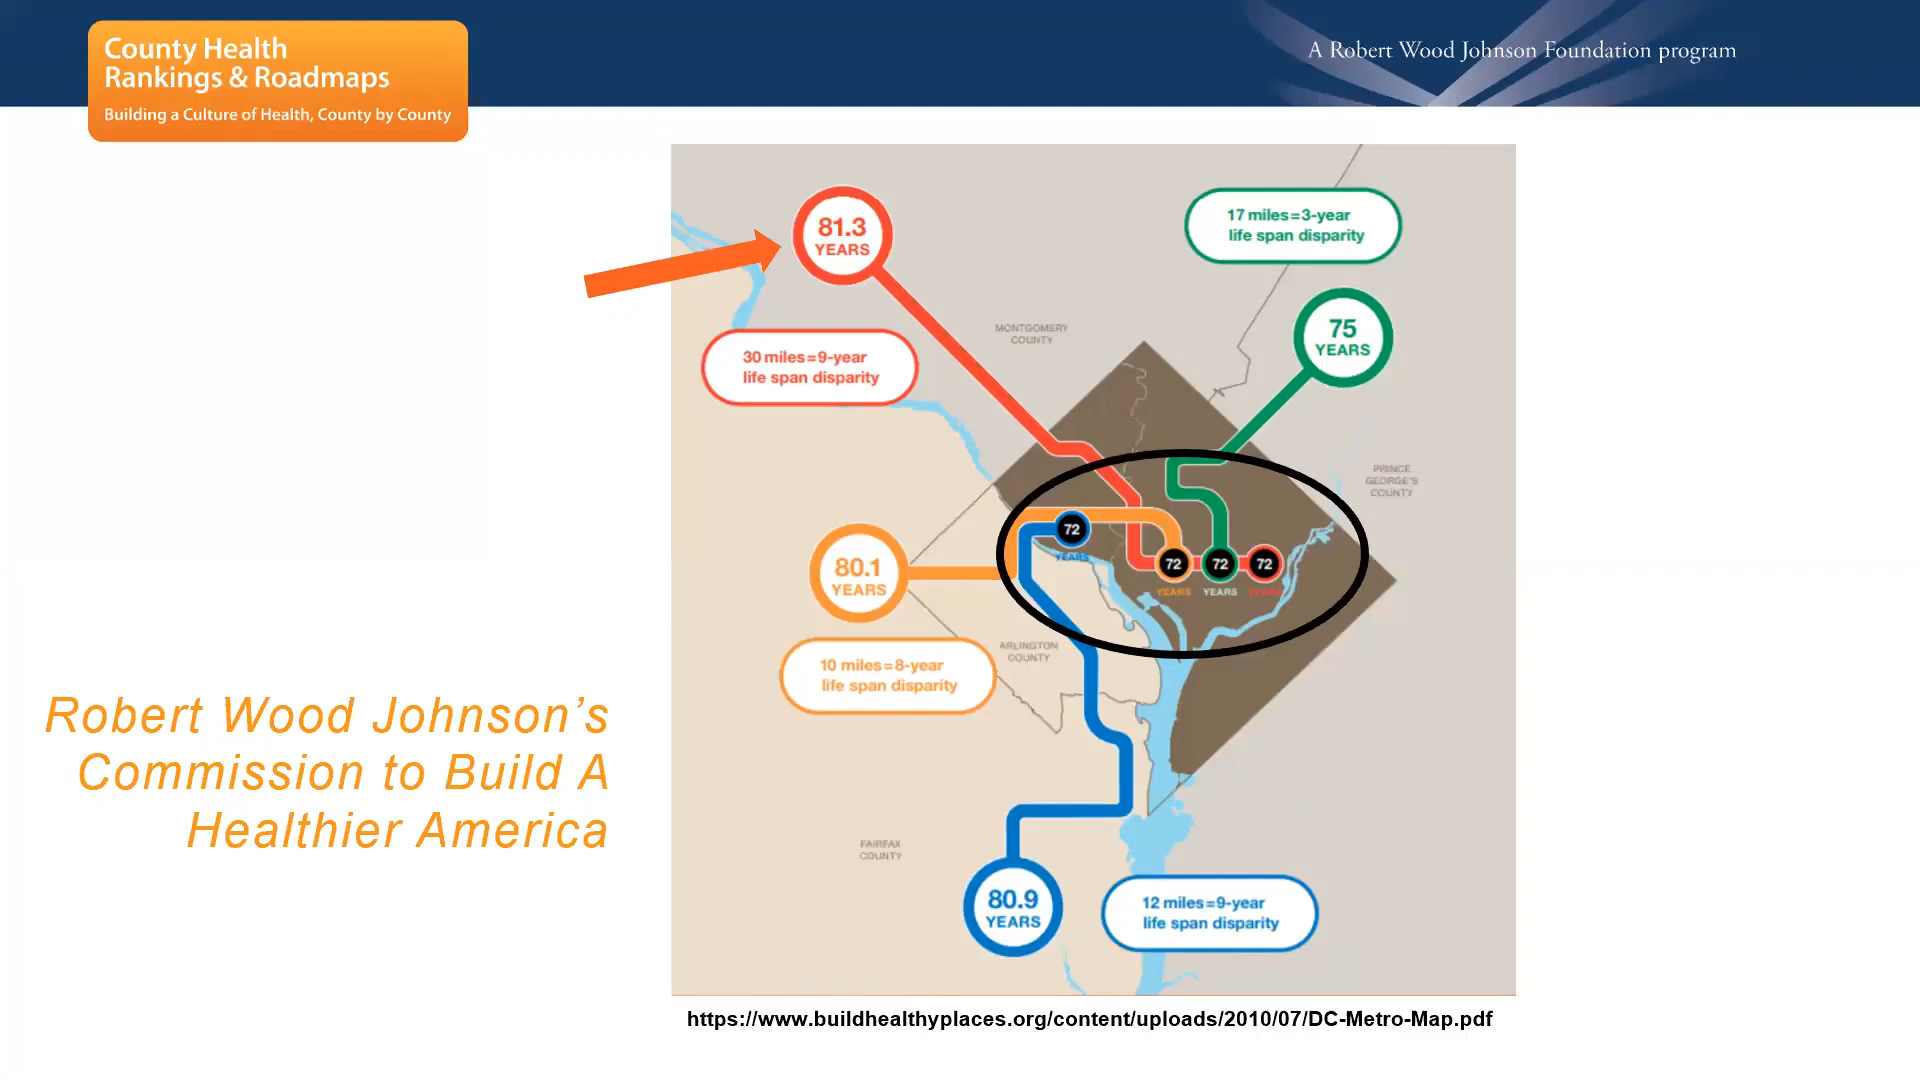 County Health
Rankings & Roadmaps
Building a Culture of Health, County by County
A Robert Wood Johnson Foundation program
81.3
YEARS
17 miles=3-year
life span disparity
75
YEARS
MONTGOMERY
COUNTY
30 miles=9-year
life span disparity
PRINCE
GEORGE'S
COUNTY
72
YEARS
72
YEARS
72
YEARS
72
YEARS
80.1
YEARS
ARLINGTON
COUNTY
10 miles=8-year
life span disparity
Robert Wood Johnson’s
Commission to Build A
Healthier America
FAIRFAX
COUNTY
80.9
YEARS
12 miles=9-year
life span disparity
https://www.buildhealthyplaces.org/content/uploads/2010/07/DC-Metro-Map.pdf